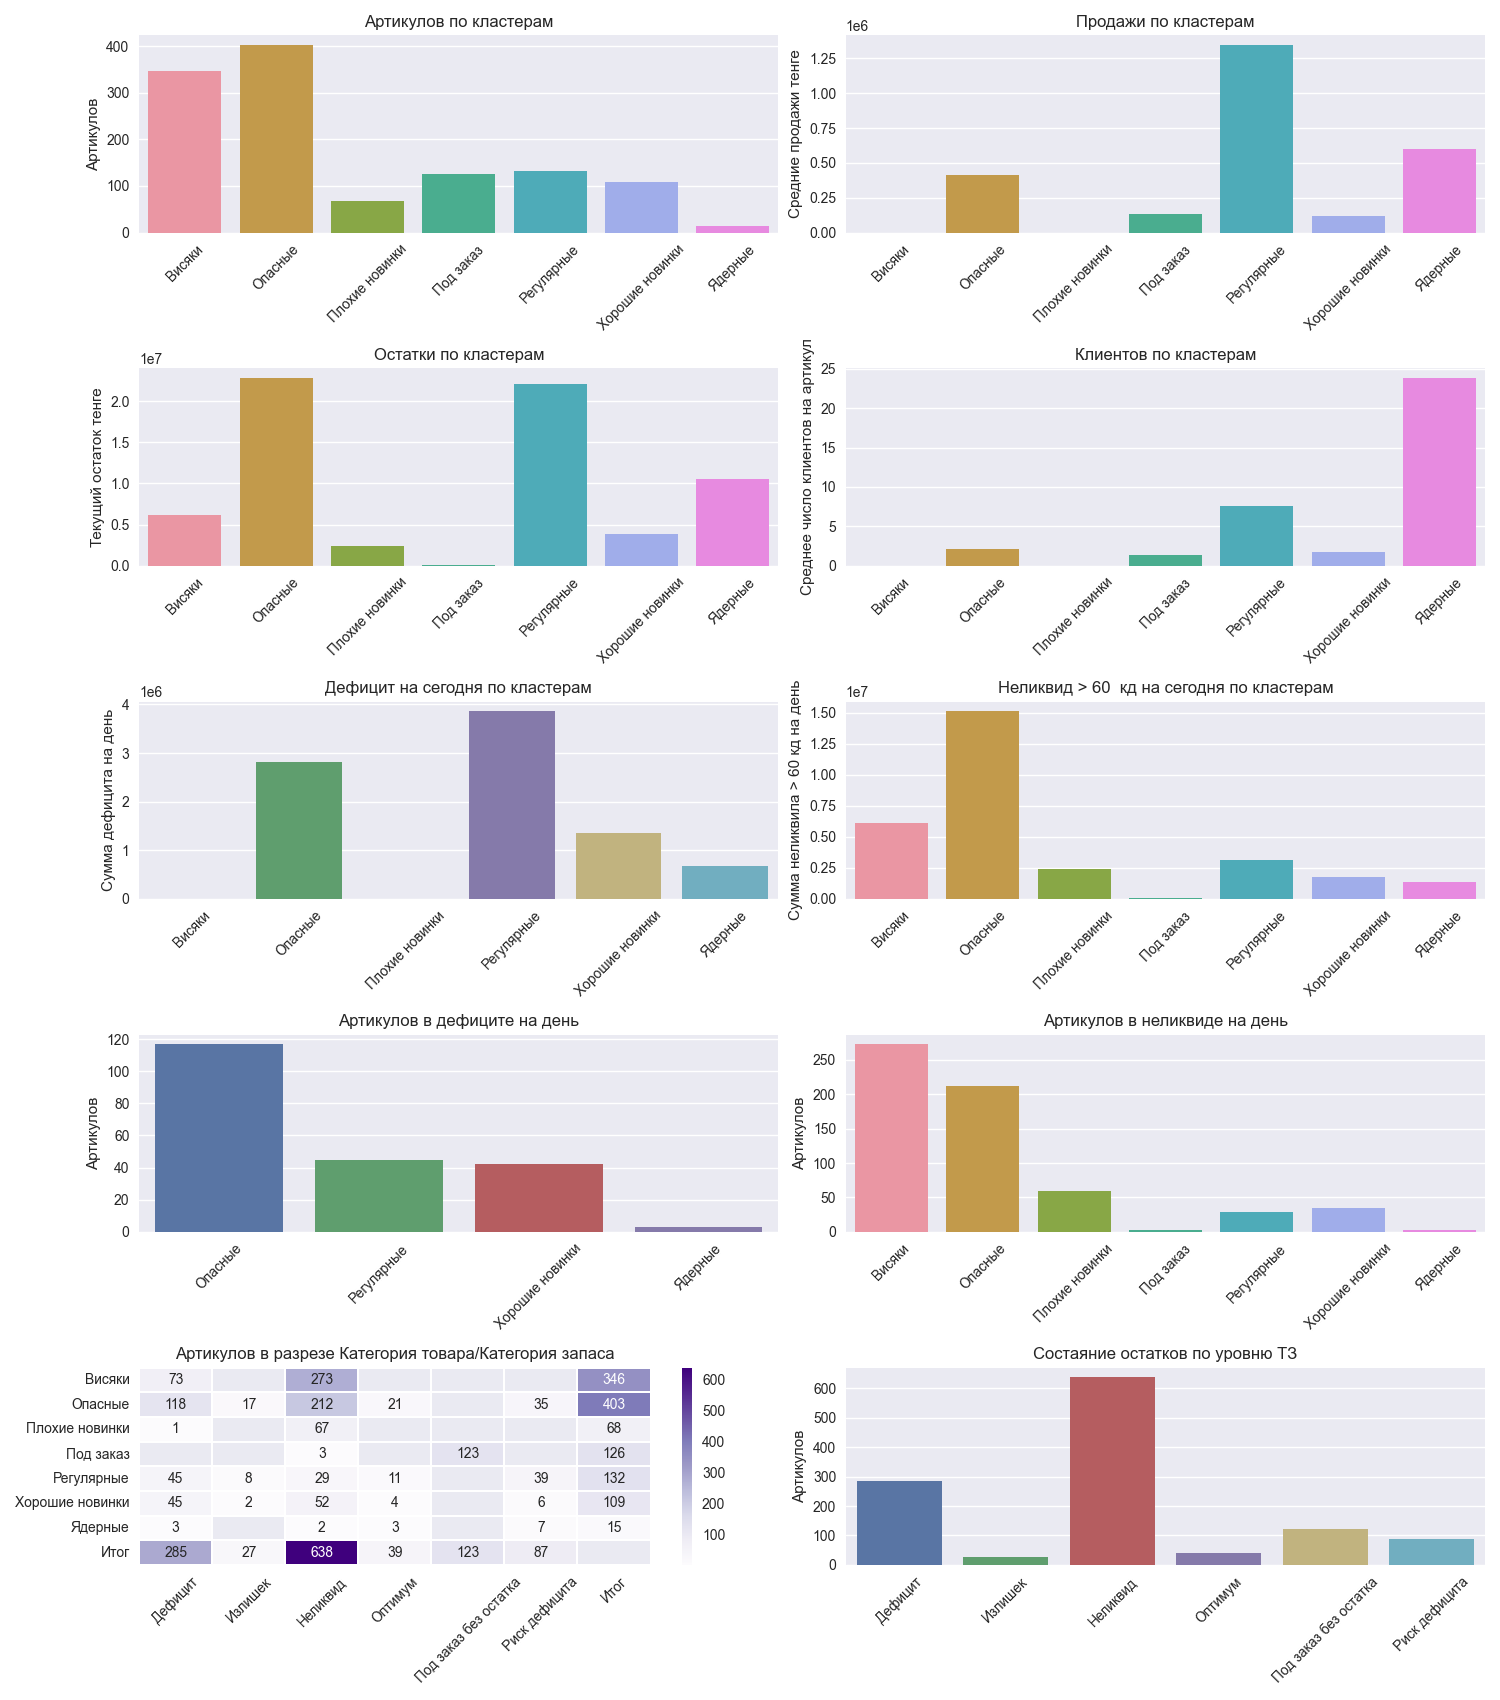 Артикулов по кластерам
Артикулов
400
300
200
100
0
Висяки
Опасные
Плохие новинки
Под заказ
Регулярные
Хорошие новинки
Ядерные
Продажи по кластерам
1e6
Средние продажи тенге
1.25
1.00
0.75
0.50
0.25
0.00
Висяки
Опасные
Плохие новинки
Под заказ
Регулярные
Хорошие новинки
Ядерные
Остатки по кластерам
1e7
Текущий остаток тенге
2.0
1.5
1.0
0.5
0.0
Висяки
Опасные
Плохие новинки
Под заказ
Регулярные
Хорошие новинки
Ядерные
Клиентов по кластерам
Среднее число клиентов на артикул
25
20
15
10
5
0
Висяки
Опасные
Плохие новинки
Под заказ
Регулярные
Хорошие новинки
Ядерные
Дефицит на сегодня по кластерам
1e6
Сумма дефицита на день
4
3
2
1
0
Висяки
Опасные
Плохие новинки
Регулярные
Хорошие новинки
Ядерные
Неликвид > 60  кд на сегодня по кластерам
1e7
Сумма неликвила > 60 кд на день
1.50
1.25
1.00
0.75
0.50
0.25
0.00
Висяки
Опасные
Плохие новинки
Под заказ
Регулярные
Хорошие новинки
Ядерные
Артикулов в дефиците на день
Артикулов
120
100
80
60
40
20
0
Опасные
Регулярные
Хорошие новинки
Ядерные
Артикулов в неликвиде на день
Артикулов
250
200
150
100
50
0
Висяки
Опасные
Плохие новинки
Под заказ
Регулярные
Хорошие новинки
Ядерные
Артикулов в разрезе Категория товара/Категория запаса
Висяки 73 273 346
Опасные 118 17 212 21 35 403
Плохие новинки 1 67 68
Под заказ 3 123 126
Регулярные 45 8 29 11 39 132
Хорошие новинки 45 2 52 4 6 109
Ядерные 3 2 3 7 15
Итог 285 27 638 39 123 87
Дефицит
Излишек
Неликвид
Оптимум
Под заказ без остатка
Риск дефицита
Итог
600
500
400
300
200
100
Состаяние остатков по уровню ТЗ
Артикулов
600
500
400
300
200
100
0
Дефицит
Излишек
Неликвид
Оптимум
Под заказ без остатка
Риск дефицита